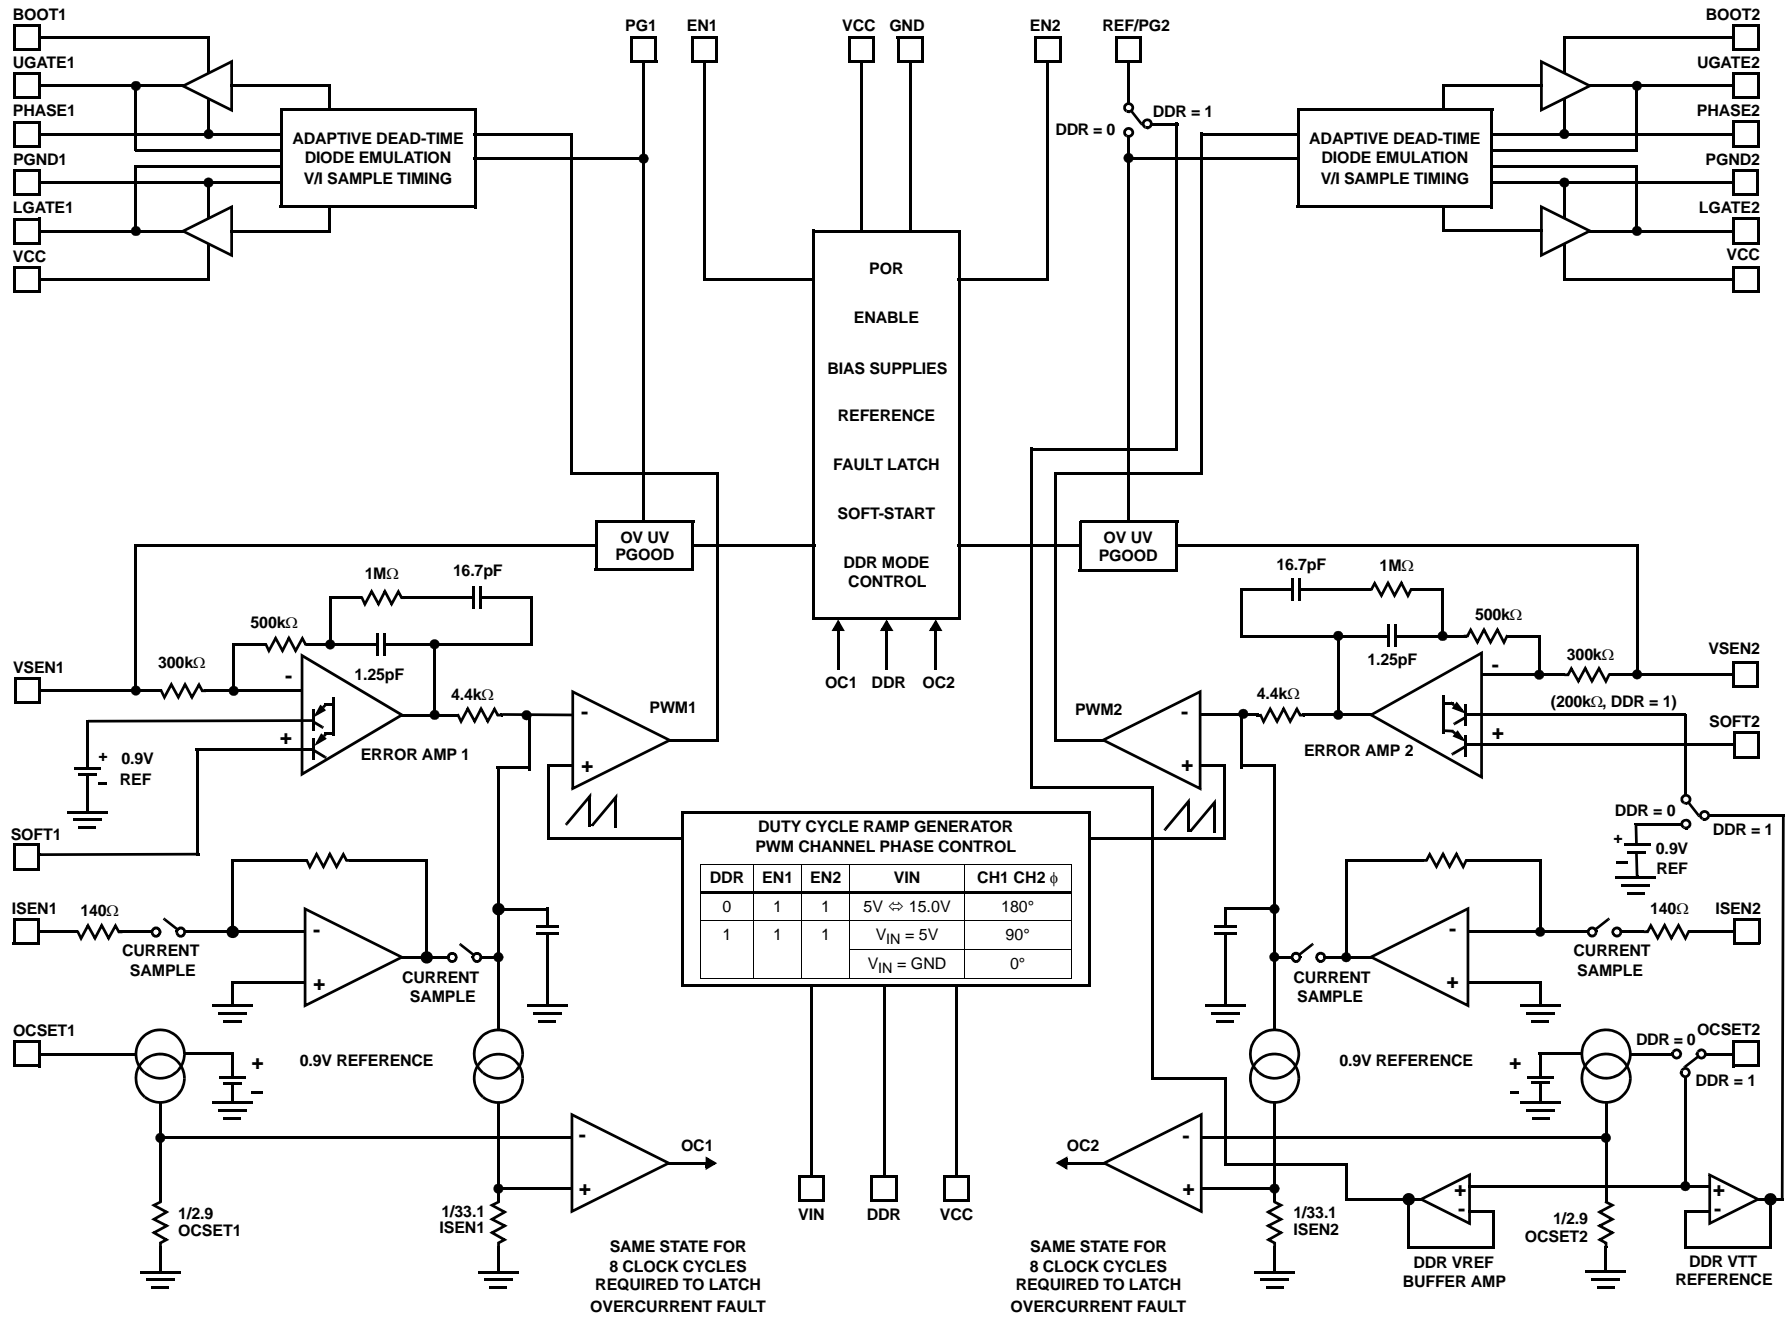 BOOT1
UGATE1
PHASE1
PGND1
LGATE1
VCC
ADAPTIVE DEAD-TIME
DIODE EMULATION
V/I SAMPLE TIMING
PG1
EN1
VCC
GND
EN2
REF/PG2
DDR = 1
DDR = 0
BOOT2
UGATE2
PHASE2
PGND2
LGATE2
VCC
ADAPTIVE DEAD-TIME
DIODE EMULATION
V/I SAMPLE TIMING
POR
ENABLE
BIAS SUPPLIES
REFERENCE
FAULT LATCH
SOFT-START
DDR MODE
CONTROL
OC1
DDR
OC2
OV UV
PGOOD
OV UV
PGOOD
1MΩ
16.7pF
500kΩ
1.25pF
VSEN1
300kΩ
-
+
4.4kΩ
ERROR AMP 1
+
-
0.9V
REF
SOFT1
PWM1
-
+
16.7pF
1MΩ
500kΩ
1.25pF
VSEN2
300kΩ
(200kΩ, DDR = 1)
-
+
4.4kΩ
ERROR AMP 2
SOFT2
PWM2
-
+
DDR = 0
DDR = 1
+
-
0.9V
REF
DUTY CYCLE RAMP GENERATOR
PWM CHANNEL PHASE CONTROL
DDR EN1 EN2 VIN CH1 CH2 ϕ
0 1 1 5V ⇔ 15.0V 180°
1 1 1 VIN = 5V 90°
VIN = GND 0°
VIN
DDR
VCC
ISEN1
140Ω
CURRENT
SAMPLE
-
+
CURRENT
SAMPLE
OCSET1
+
-
0.9V REFERENCE
1/2.9
OCSET1
1/33.1
ISEN1
-
+
OC1
SAME STATE FOR
8 CLOCK CYCLES
REQUIRED TO LATCH
OVERCURRENT FAULT
ISEN2
140Ω
CURRENT
SAMPLE
-
+
CURRENT
SAMPLE
OCSET2
DDR = 0
DDR = 1
+
-
0.9V REFERENCE
OC2
-
+
1/33.1
ISEN2
SAME STATE FOR
8 CLOCK CYCLES
REQUIRED TO LATCH
OVERCURRENT FAULT
+
-
DDR VREF
BUFFER AMP
1/2.9
OCSET2
+
-
DDR VTT
REFERENCE